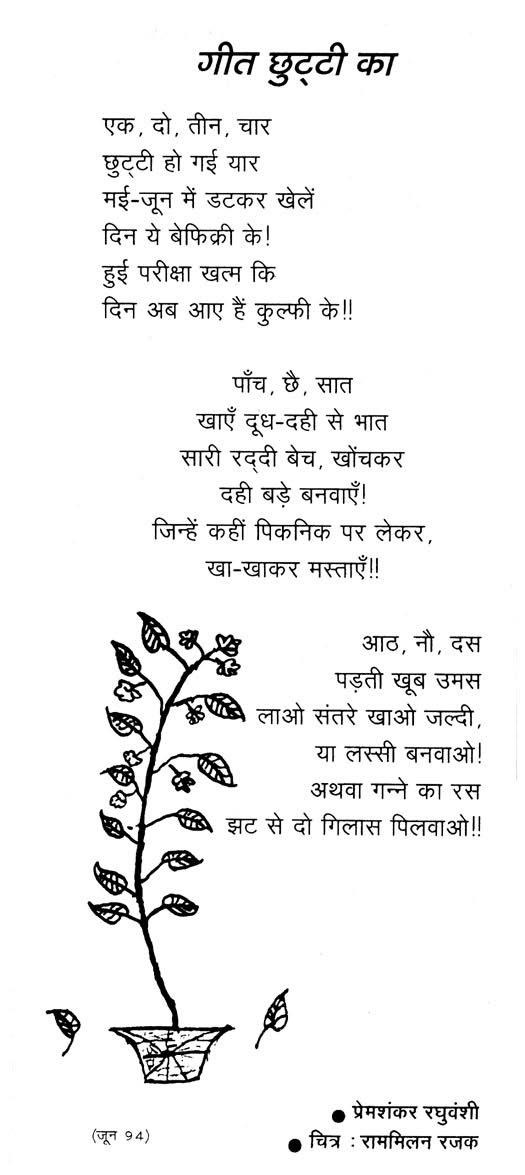 गीत छुट्टी का
एक, दो, तीन, चार
छुट्टी हो गई यार
मई-जून में डटकर खेलें
दिन ये बेफिक्री के!
हुई परीक्षा खत्म कि
दिन अब आए हैं कुल्फी के!!
पाँच, छै, सात
खाएँ दूध-दही से भात
सारी रद्दी बेच, खोंचकर
दही बड़े बनवाएँ!
जिन्हें कहीं पिकनिक पर लेकर,
खा-खाकर मस्ताएँ!!
आठ, नौ, दस
पड़ती खूब उमस
लाओ संतरे खाओ जल्दी,
या लस्सी बनवाओ!
अथवा गन्ने का रस
झट से दो गिलास पिलवाओ!!
● प्रेमशंकर रघुवंशी
(जून 94)
● चित्र : राममिलन रजक